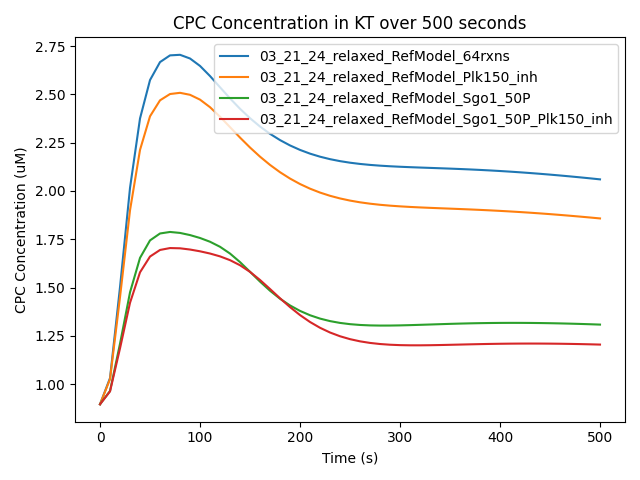 CPC Concentration in KT over 500 seconds
03_21_24_relaxed_RefModel_64rxns
03_21_24_relaxed_RefModel_Plk150_inh
03_21_24_relaxed_RefModel_Sgo1_50P
03_21_24_relaxed_RefModel_Sgo1_50P_Plk150_inh
CPC Concentration (uM)
2.75
2.50
2.25
2.00
1.75
1.50
1.25
1.00
0 100 200 300 400 500
Time (s)